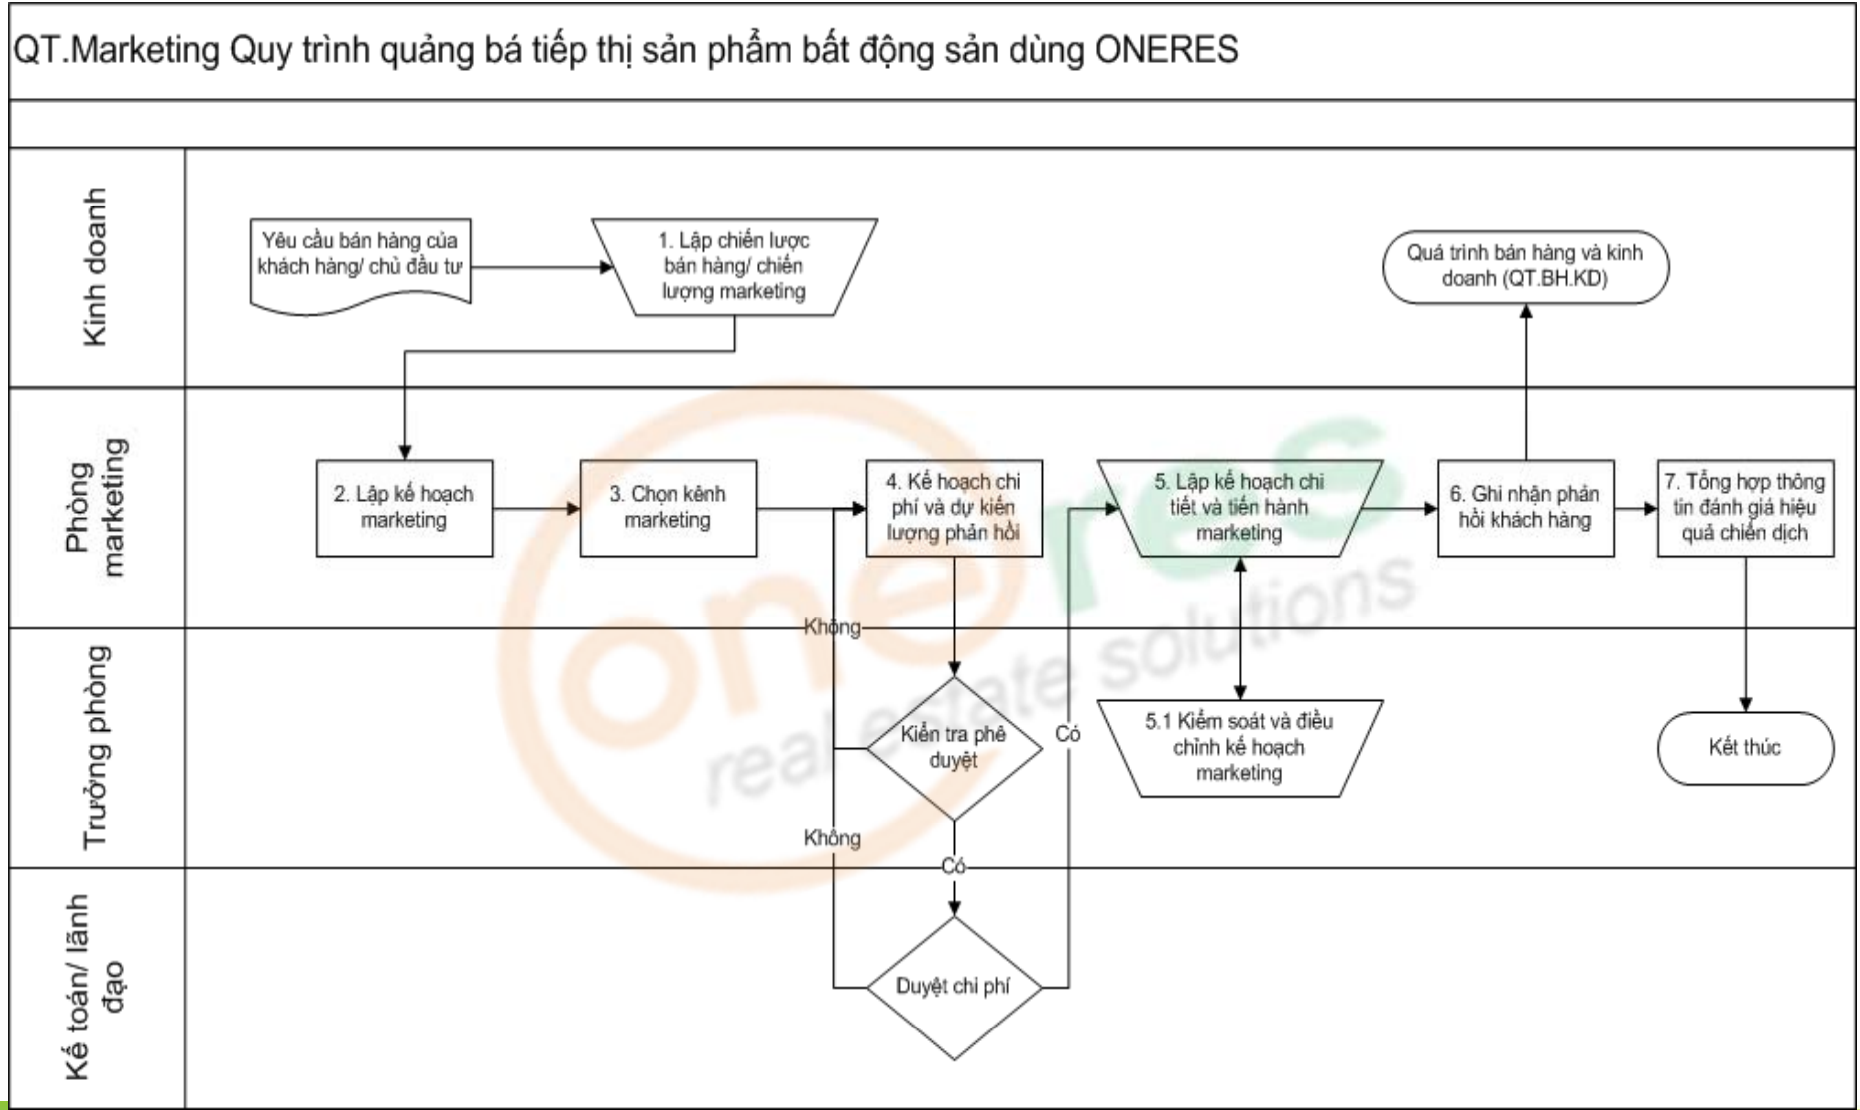 QT.Marketing Quy trình quảng bá tiếp thị sản phẩm bất động sản dùng ONERES
Kinh doanh
Yêu cầu bán hàng của
khách hàng/ chủ đầu tư
1. Lập chiến lược
bán hàng/ chiến
lượng marketing
Quá trình bán hàng và kinh
doanh (QT.BH.KD)
Phòng
marketing
2. Lập kế hoạch
marketing
3. Chọn kênh
marketing
4. Kế hoạch chi
phí và dự kiến
lượng phản hồi
5. Lập kế hoạch chi
tiết và tiến hành
marketing
6. Ghi nhận phản
hồi khách hàng
7. Tổng hợp thông
tin đánh giá hiệu
quả chiến dịch
Không
Trưởng phòng
Kiển tra phê
duyệt
Có
5.1 Kiểm soát và điều
chỉnh kế hoạch
marketing
Kết thúc
Không
Có
Kế toán/ lãnh
đạo
Duyệt chi phí
oneres
real estate solutions